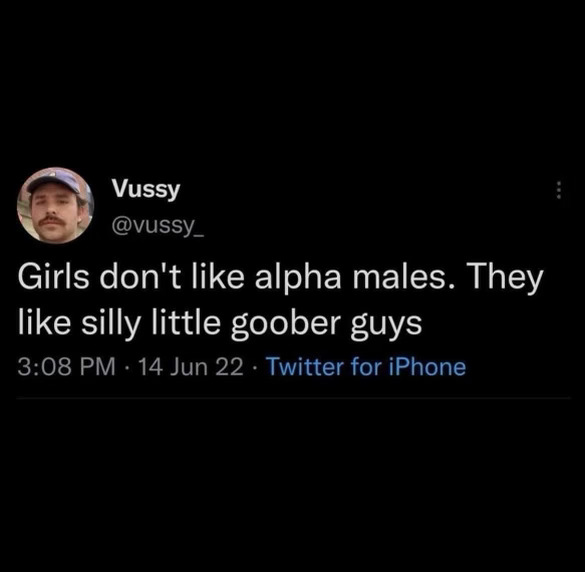 Vussy
@vussy_
Girls don't like alpha males. They
like silly little goober guys
3:08 PM · 14 Jun 22 · Twitter for iPhone